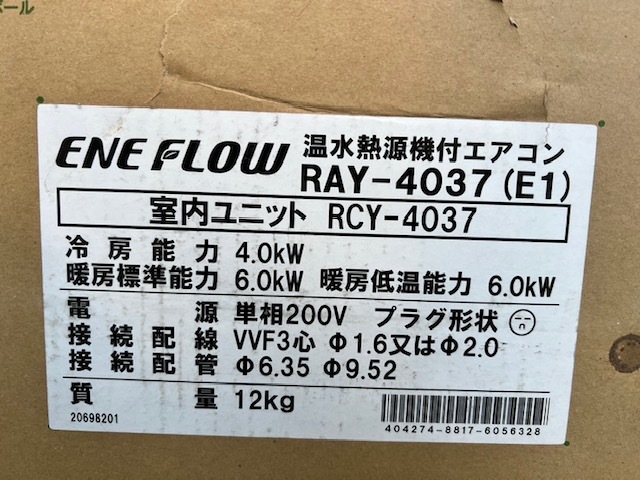 ボール
ENE FLOW 温水熱源機付エアコン
RAY-4037(E1)
室内ユニット RCY-4037
冷房能力 4.0kW
暖房標準能力 6.0kW 暖房低温能力 6.0kW
電源 単相200V プラグ形状
接続配線 VVF3心 Φ1.6又はΦ2.0
接続配管 Φ6.35 Φ9.52
質量 12kg
20698201
404274-8817-6056328